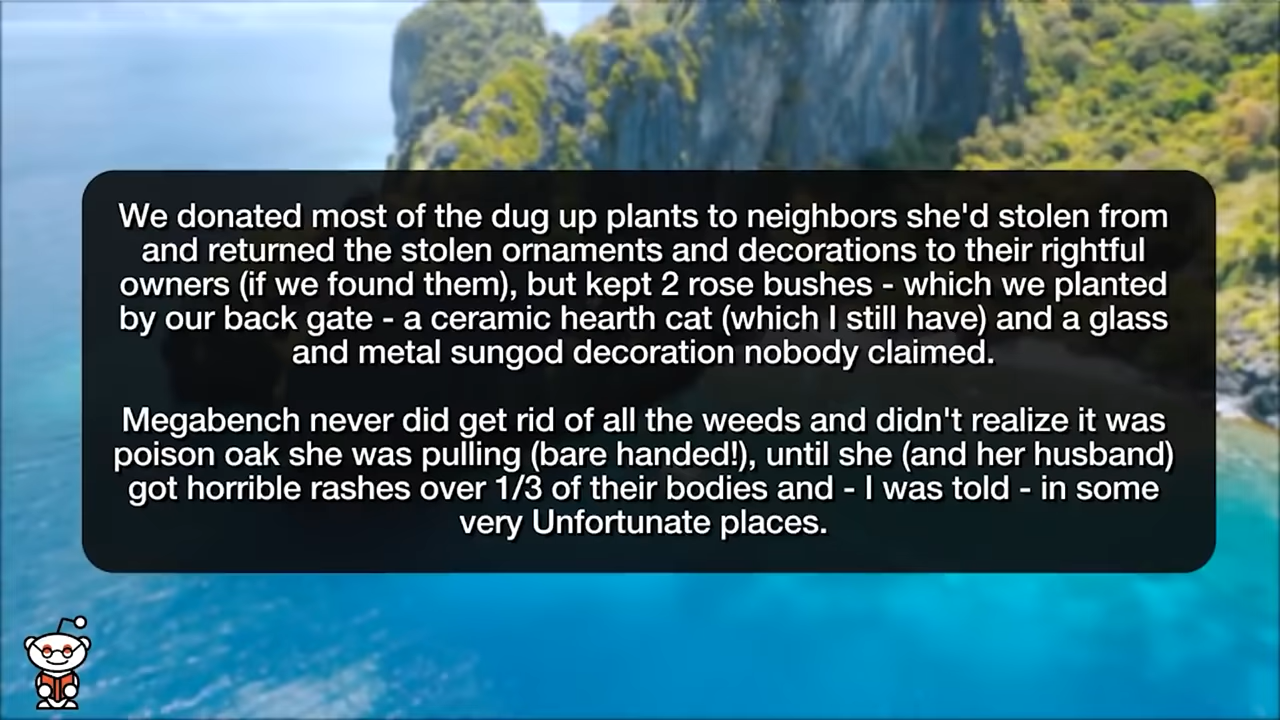 We donated most of the dug up plants to neighbors she'd stolen from
and returned the stolen ornaments and decorations to their rightful
owners (if we found them), but kept 2 rose bushes - which we planted
by our back gate - a ceramic hearth cat (which I still have) and a glass
and metal sungod decoration nobody claimed.
Megabench never did get rid of all the weeds and didn't realize it was
poison oak she was pulling (bare handed!), until she (and her husband)
got horrible rashes over 1/3 of their bodies and - I was told - in some
very Unfortunate places.